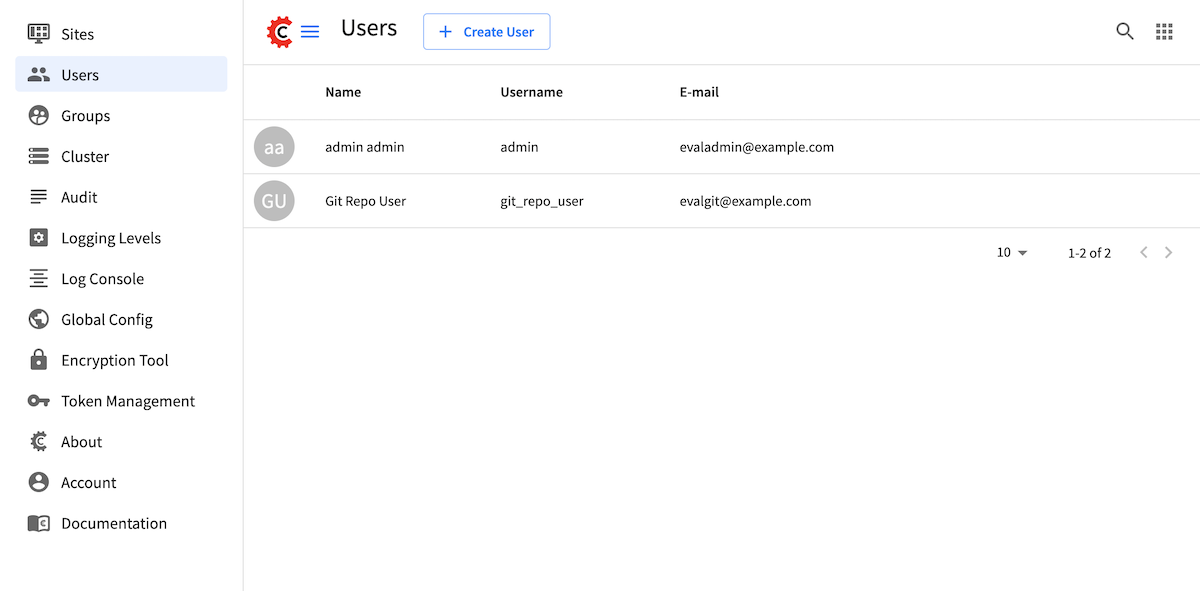 Sites
Users
Groups
Cluster
Audit
Logging Levels
Log Console
Global Config
Encryption Tool
Token Management
About
Account
Documentation
Users
+ Create User
Name Username E-mail
aa admin admin admin evaladmin@example.com
GU Git Repo User git_repo_user evalgit@example.com
10 1-2 of 2